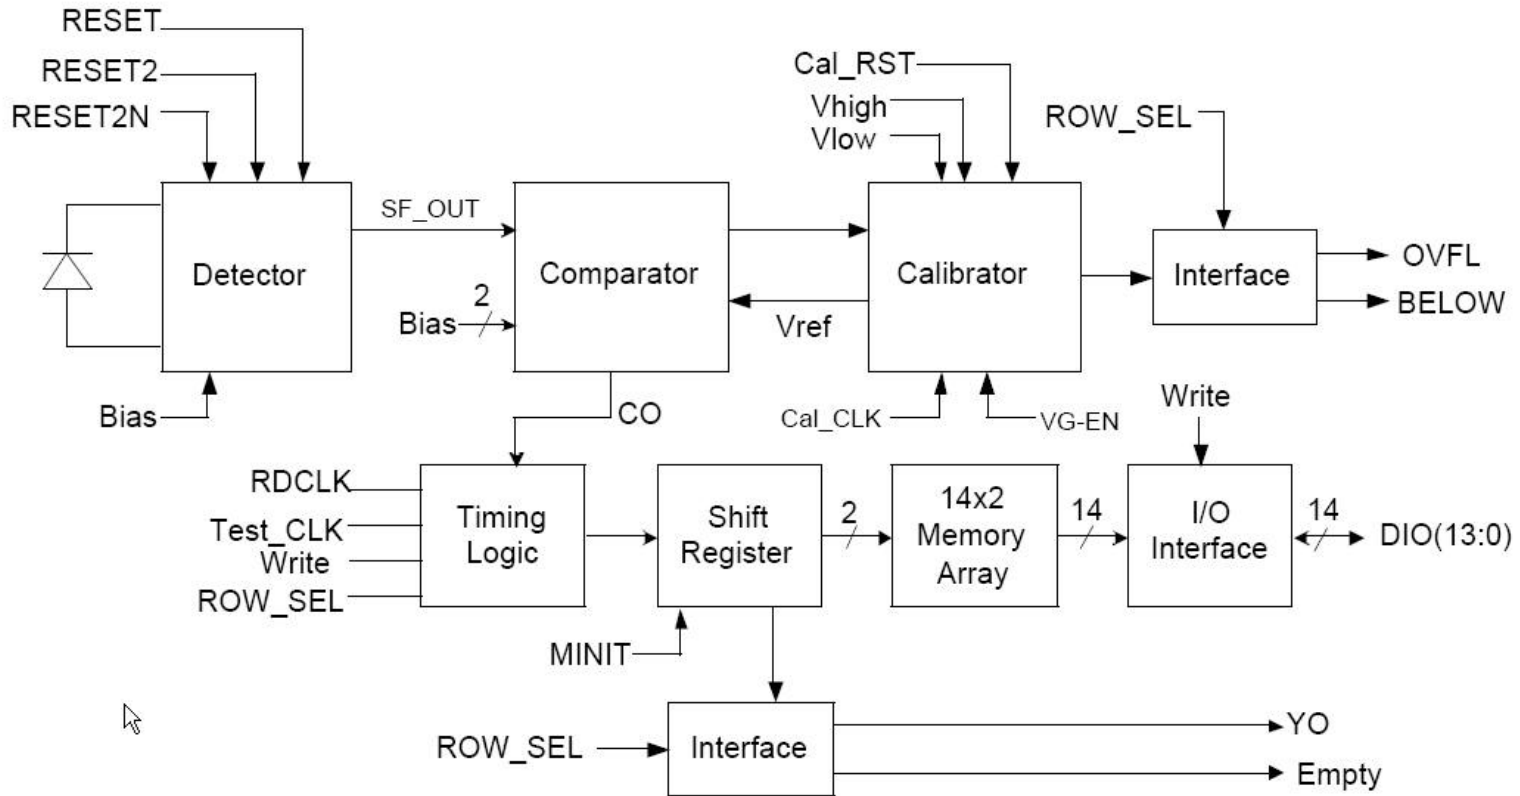 RESET
RESET2
RESET2N
Cal_RST
Vhigh
Vlow
ROW_SEL
SF_OUT
Detector
Comparator
Calibrator
Interface
OVFL
BELOW
2
Bias
Vref
Bias
CO
Cal_CLK
VG-EN
Write
RDCLK
Test_CLK
Write
ROW_SEL
Timing
Logic
Shift
Register
2
14x2
Memory
Array
14
I/O
Interface
14
DIO(13:0)
MINIT
ROW_SEL
Interface
YO
Empty